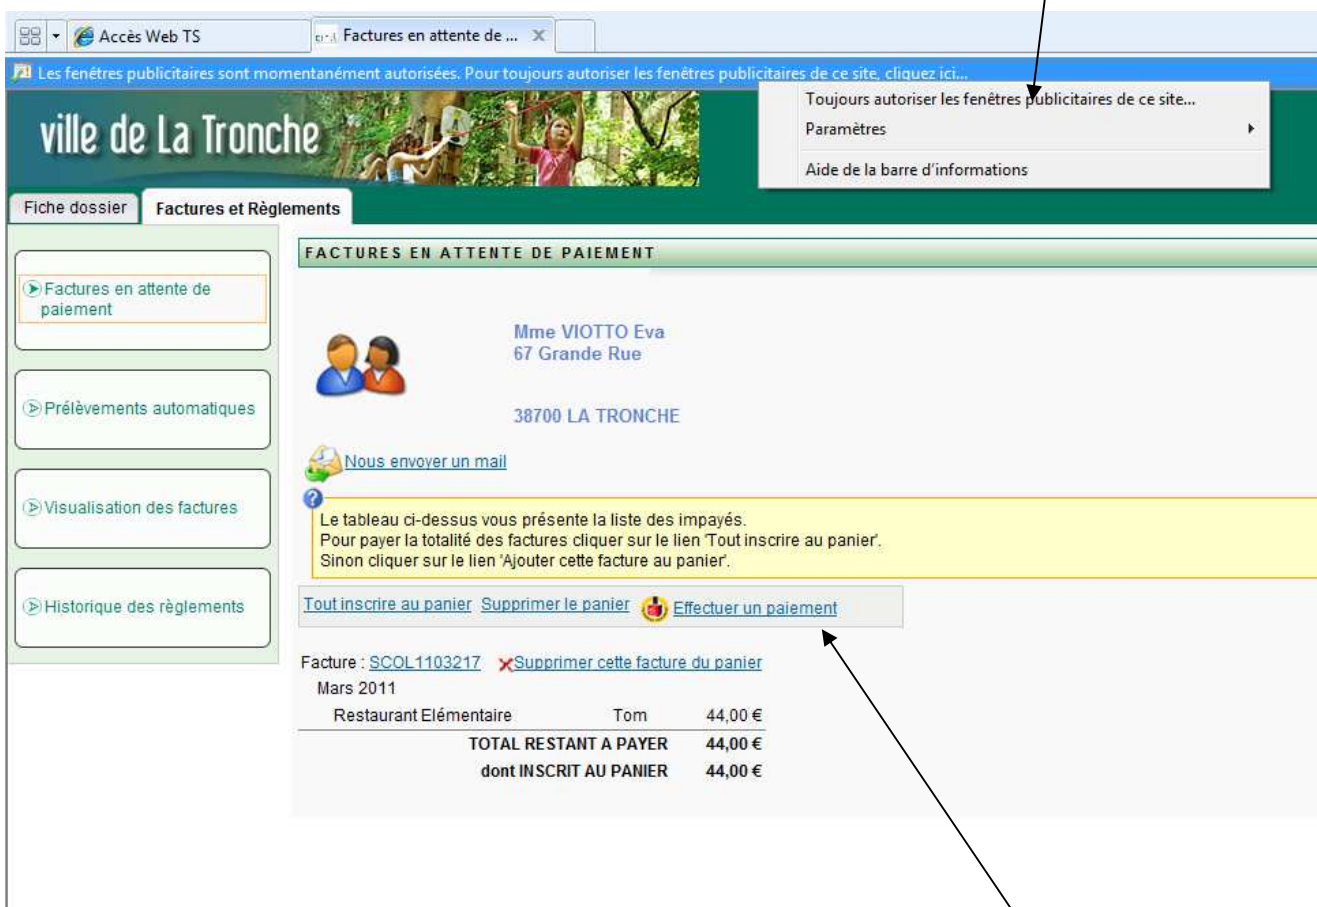 Accès Web TS
Factures en attente de ...
X
Les fenêtres publicitaires sont momentanément autorisées. Pour toujours autoriser les fenêtres publicitaires de ce site, cliquez ici...
Toujours autoriser les fenêtres publicitaires de ce site...
Paramètres
Aide de la barre d'informations
ville de La Tronche
Fiche dossier
Factures et Règlements
FACTURES EN ATTENTE DE PAIEMENT
Factures en attente de
paiement
Prélèvements automatiques
Visualisation des factures
Historique des règlements
Mme VIOTTO Eva
67 Grande Rue
38700 LA TRONCHE
Nous envoyer un mail
Le tableau ci-dessus vous présente la liste des impayés.
Pour payer la totalité des factures cliquer sur le lien 'Tout inscrire au panier'.
Sinon cliquer sur le lien 'Ajouter cette facture au panier'.
Tout inscrire au panier Supprimer le panier Effectuer un paiement
Facture : SCOL1103217 Supprimer cette facture du panier
Mars 2011
Restaurant Elémentaire Tom 44,00 €
TOTAL RESTANT A PAYER 44,00 €
dont INSCRIT AU PANIER 44,00 €